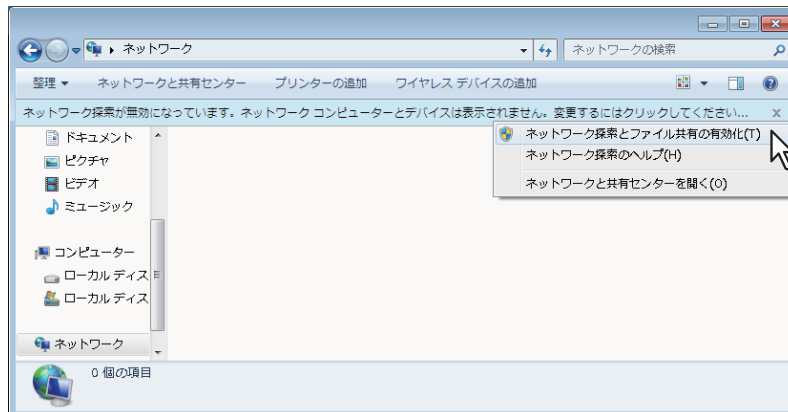 ネットワーク
ネットワークの検索
整理 ネットワークと共有センター プリンターの追加 ワイヤレス デバイスの追加
ネットワーク探索が無効になっています。ネットワーク コンピューターとデバイスは表示されません。変更するにはクリックしてください...
ネットワーク探索とファイル共有の有効化(T)
ネットワーク探索のヘルプ(H)
ネットワークと共有センターを開く(O)
ドキュメント
ピクチャ
ビデオ
ミュージック
コンピューター
ローカル ディス
ローカル ディス
ネットワーク
0 個の項目